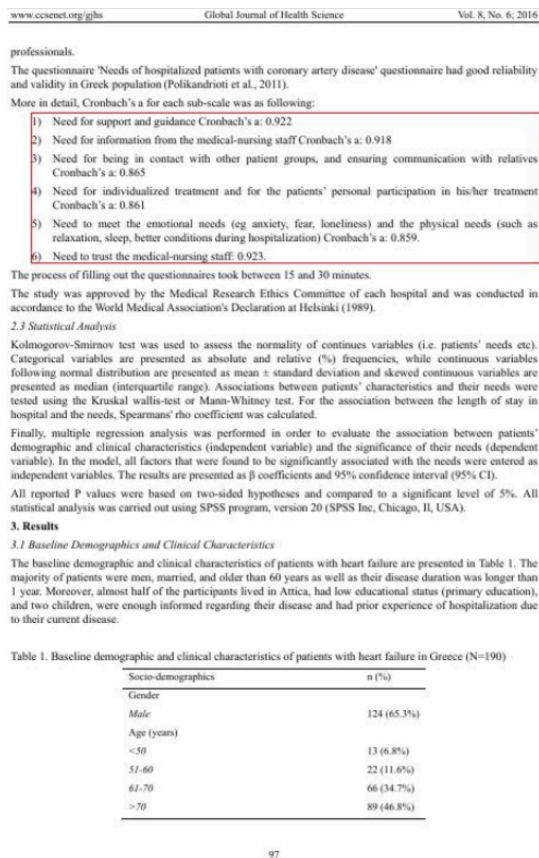 www.ccsenet.org/gjhs Global Journal of Health Science Vol. 8, No. 6; 2016
professionals.
The questionnaire 'Needs of hospitalized patients with coronary artery disease' questionnaire had good reliability
and validity in Greek population (Polikandrioti et al., 2011).
More in detail, Cronbach's a for each sub-scale was as following:
1) Need for support and guidance Cronbach's a: 0.922
2) Need for information from the medical-nursing staff Cronbach's a: 0.918
3) Need for being in contact with other patient groups, and ensuring communication with relatives
Cronbach's a: 0.865
4) Need for individualized treatment and for the patients' personal participation in his/her treatment
Cronbach's a: 0.861
5) Need to meet the emotional needs (eg anxiety, fear, loneliness) and the physical needs (such as
relaxation, sleep, better conditions during hospitalization) Cronbach's a: 0.859.
6) Need to trust the medical-nursing staff: 0.923.
The process of filling out the questionnaires took between 15 and 30 minutes.
The study was approved by the Medical Research Ethics Committee of each hospital and was conducted in
accordance to the World Medical Association's Declaration at Helsinki (1989).
2.3 Statistical Analysis
Kolmogorov-Smirnov test was used to assess the normality of continues variables (i.e. patients' needs etc).
Categorical variables are presented as absolute and relative (%) frequencies, while continuous variables
following normal distribution are presented as mean ± standard deviation and skewed continuous variables are
presented as median (interquartile range). Associations between patients' characteristics and their needs were
tested using the Kruskal wallis-test or Mann-Whitney test. For the association between the length of stay in
hospital and the needs, Spearmans' rho coefficient was calculated.
Finally, multiple regression analysis was performed in order to evaluate the association between patients'
demographic and clinical characteristics (independent variable) and the significance of their needs (dependent
variable). In the model, all factors that were found to be significantly associated with the needs were entered as
independent variables. The results are presented as β coefficients and 95% confidence interval (95% CI).
All reported P values were based on two-sided hypotheses and compared to a significant level of 5%. All
statistical analysis was carried out using SPSS program, version 20 (SPSS Inc, Chicago, Il, USA).
3. Results
3.1 Baseline Demographics and Clinical Characteristics
The baseline demographic and clinical characteristics of patients with heart failure are presented in Table 1. The
majority of patients were men, married, and older than 60 years as well as their disease duration was longer than
1 year. Moreover, almost half of the participants lived in Attica, had low educational status (primary education),
and two children, were enough informed regarding their disease and had prior experience of hospitalization due
to their current disease.
Table 1. Baseline demographic and clinical characteristics of patients with heart failure in Greece (N=190)
Socio-demographics n (%)
Gender
Male 124 (65.3%)
Age (years)
<50 13 (6.8%)
51-60 22 (11.6%)
61-70 66 (34.7%)
>70 89 (46.8%)
97